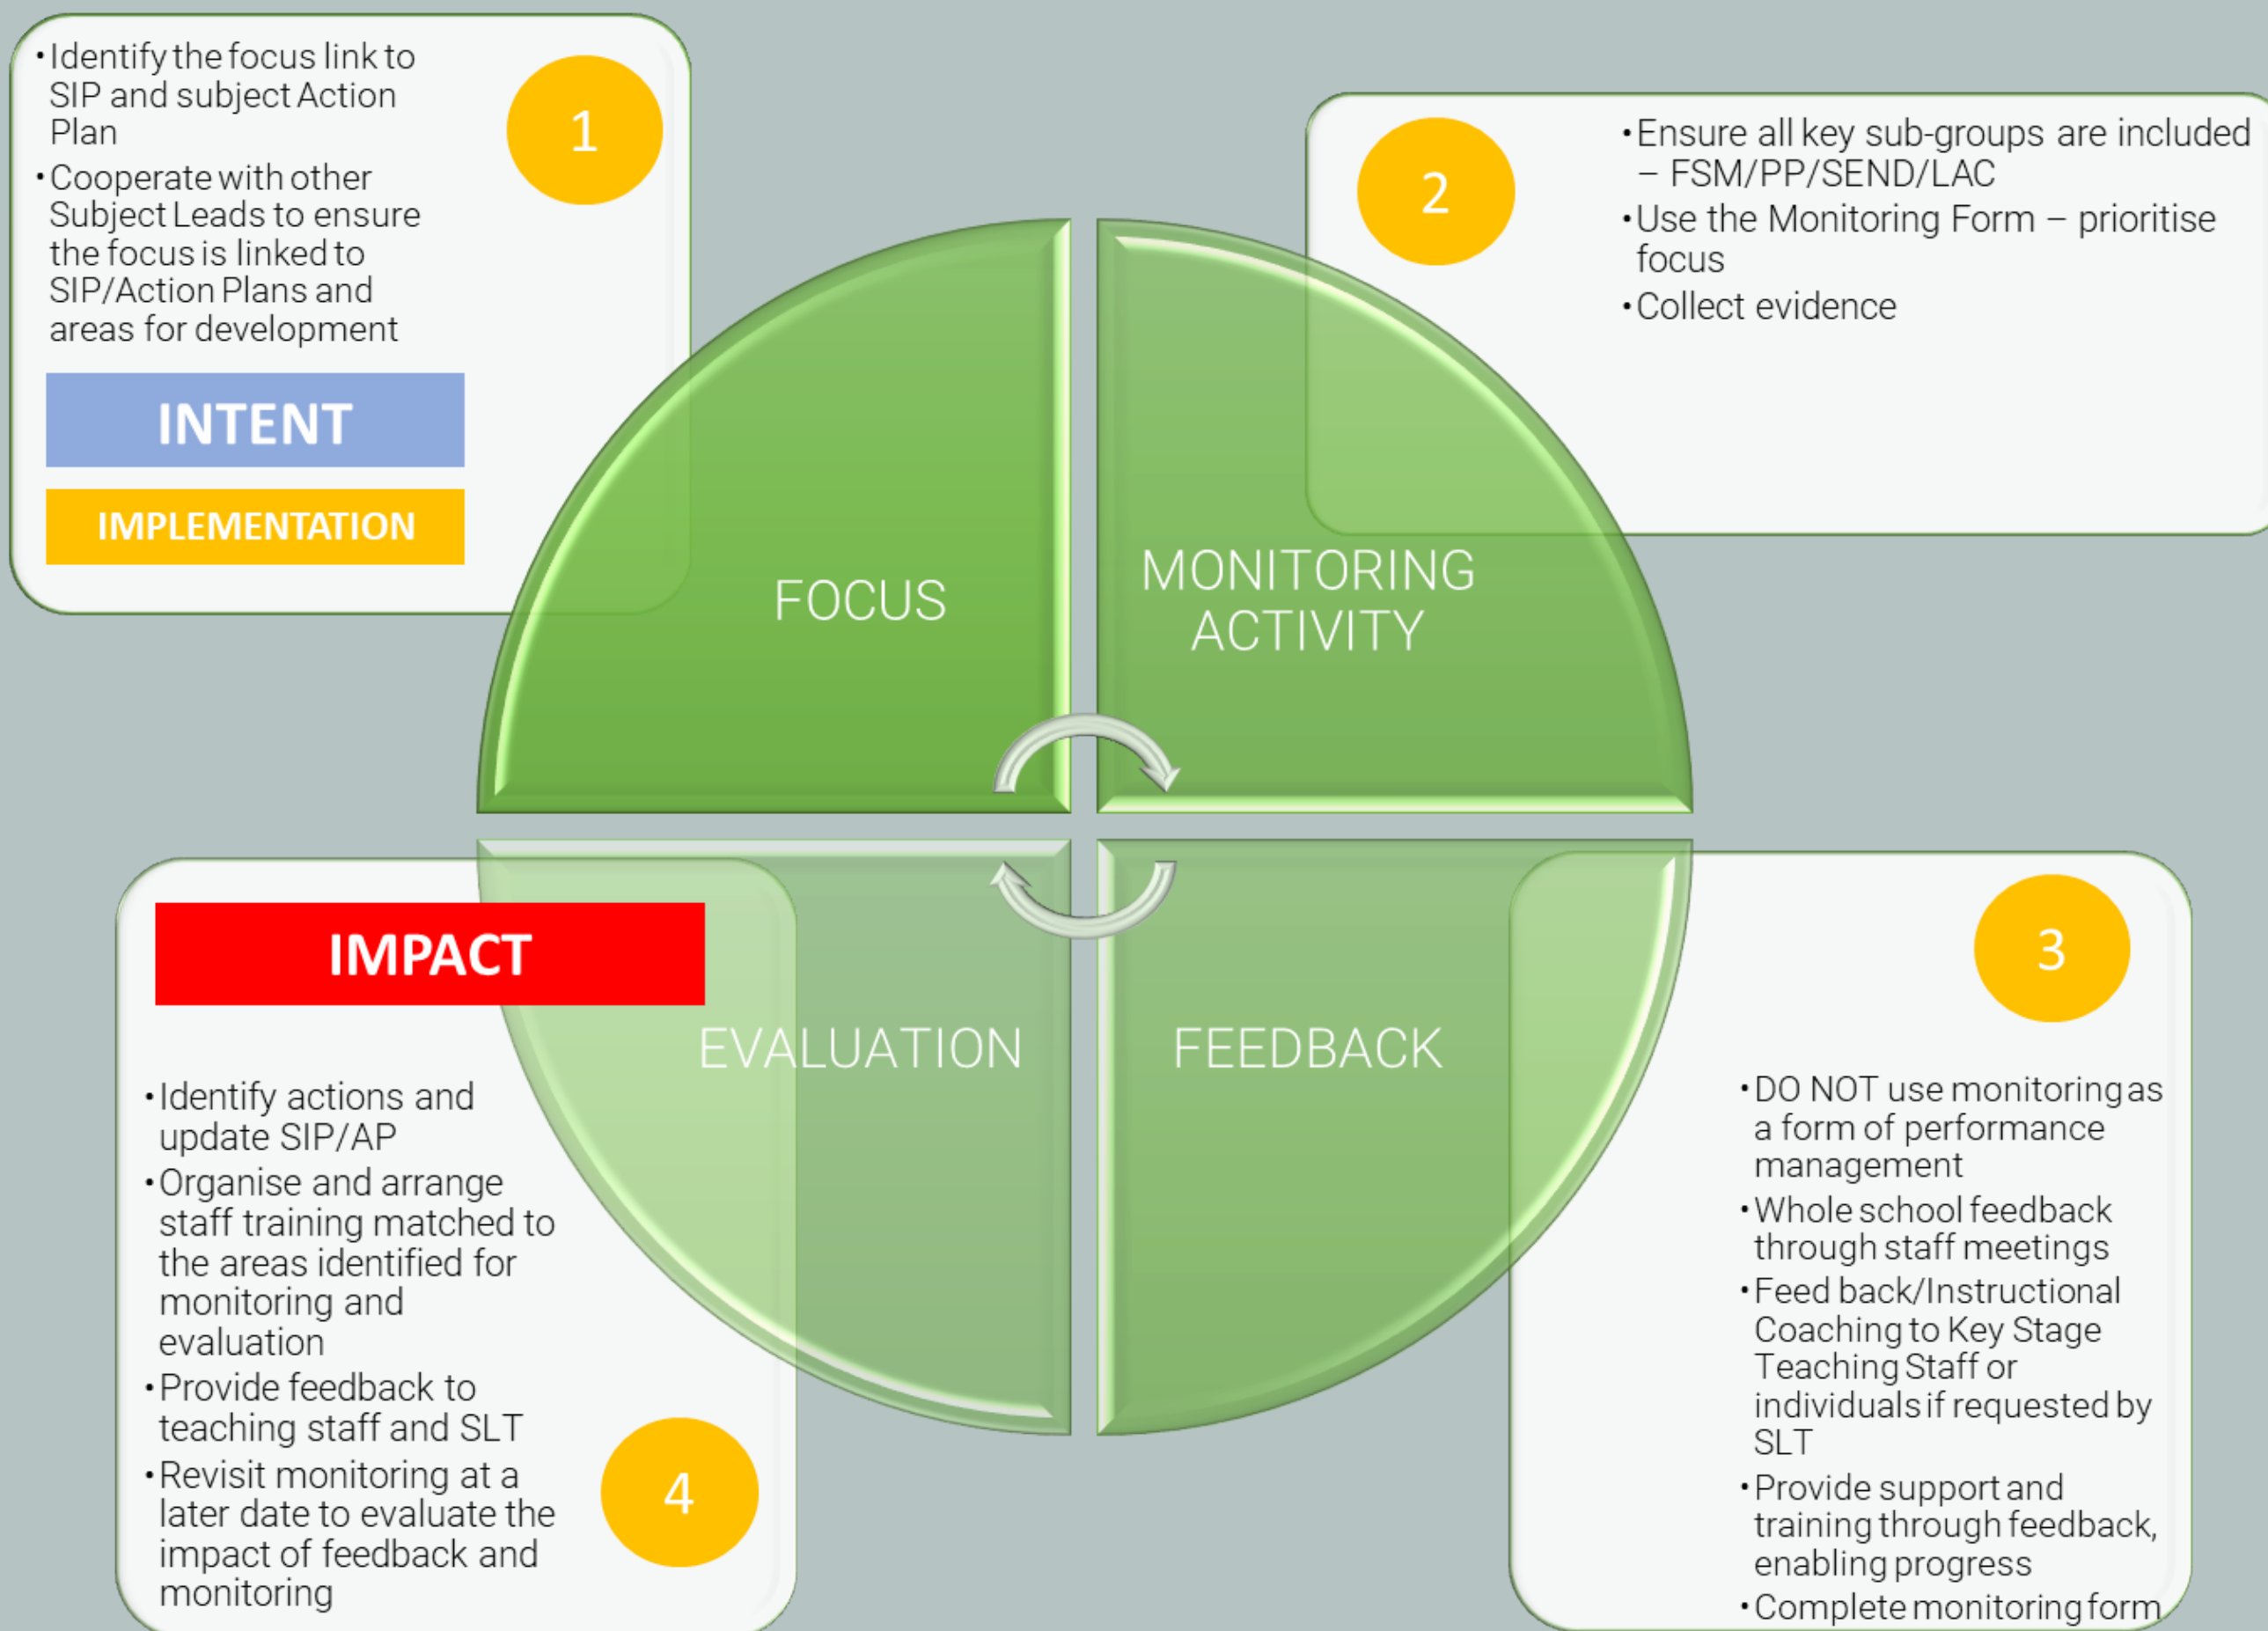 • Identify the focus link to
SIP and subject Action
Plan
• Cooperate with other
Subject Leads to ensure
the focus is linked to
SIP/Action Plans and
areas for development
1
INTENT
IMPLEMENTATION
FOCUS
2
• Ensure all key sub-groups are included
– FSM/PP/SEND/LAC
• Use the Monitoring Form – prioritise
focus
• Collect evidence
MONITORING
ACTIVITY
3
FEEDBACK
• DO NOT use monitoring as
a form of performance
management
• Whole school feedback
through staff meetings
• Feed back/Instructional
Coaching to Key Stage
Teaching Staff or
individuals if requested by
SLT
• Provide support and
training through feedback,
enabling progress
• Complete monitoring form
IMPACT
EVALUATION
• Identify actions and
update SIP/AP
• Organise and arrange
staff training matched to
the areas identified for
monitoring and
evaluation
• Provide feedback to
teaching staff and SLT
• Revisit monitoring at a
later date to evaluate the
impact of feedback and
monitoring
4